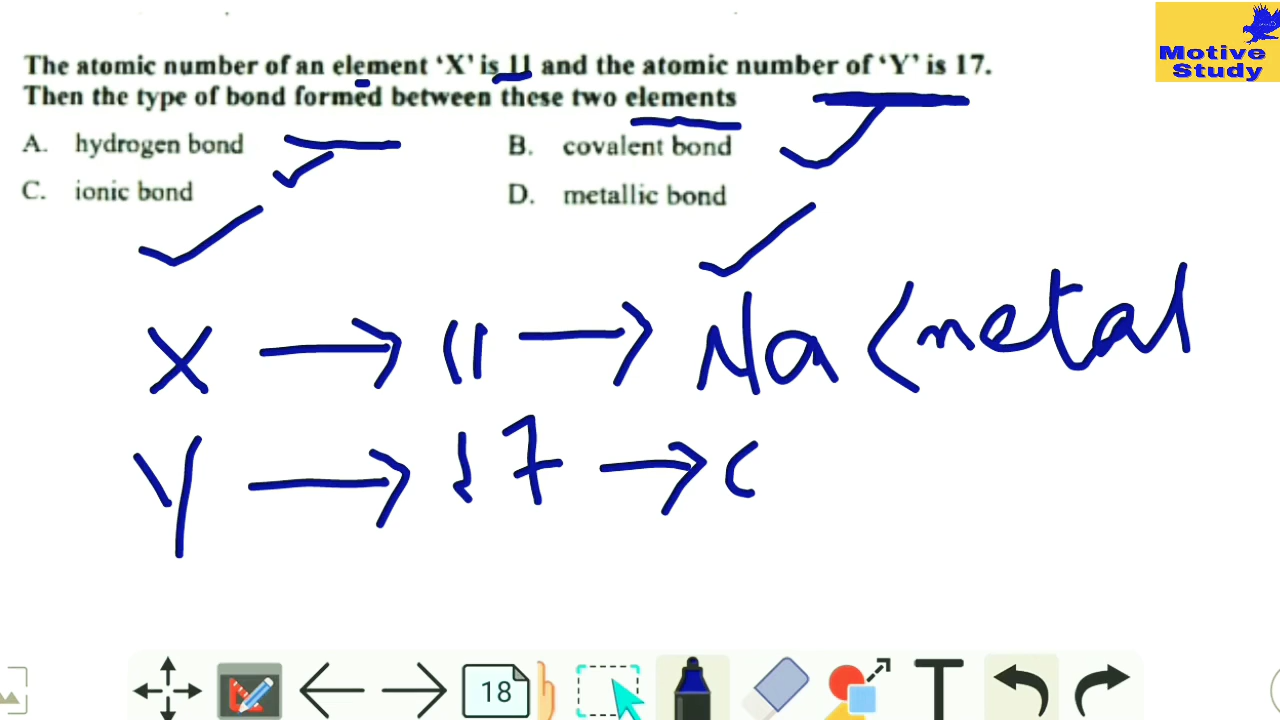 Motive
Study
The atomic number of an element ‘X’ is 11 and the atomic number of ‘Y’ is 17.
Then the type of bond formed between these two elements
A. hydrogen bond B. covalent bond
C. ionic bond D. metallic bond
X → 11 → Na (metal
Y → 17 → C
18
T